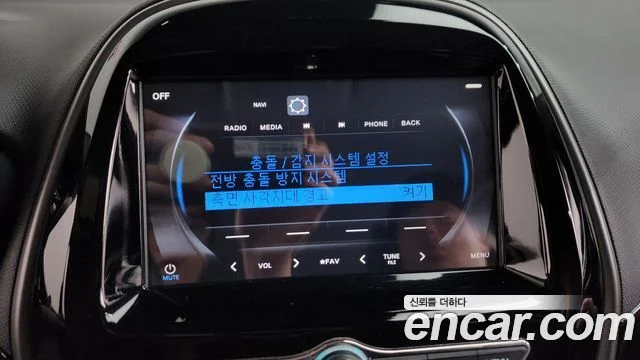 OFF
NAVI
RADIO MEDIA PHONE BACK
충돌 / 감지 시스템 설정
전방 충돌 방지 시스템
측면 사각지대 경고 켜기
VOL ★FAV TUNE FILE MENU
MUTE
신뢰를 더하다
encar.com